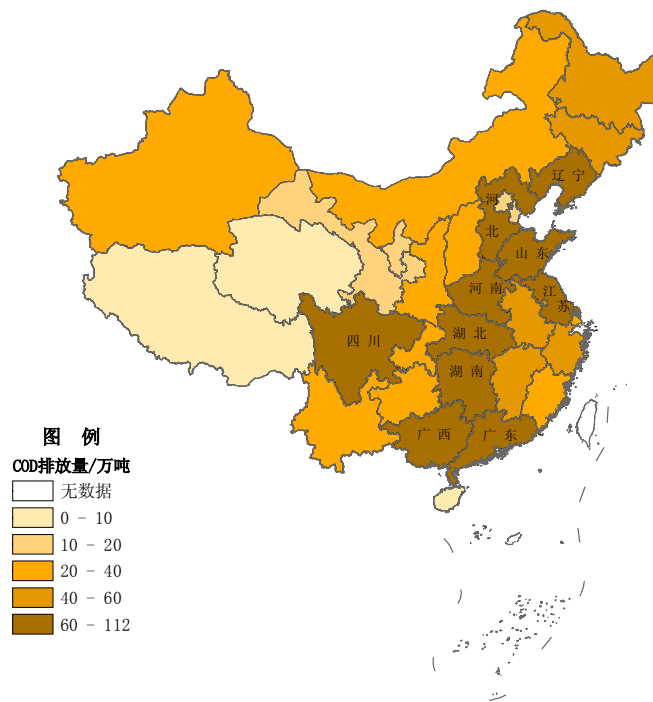 辽 宁
河
北
山 东
河 南
江
苏
湖 北
四 川
湖 南
广 西
广 东
图 例
COD排放量/万吨
无数据
0 - 10
10 - 20
20 - 40
40 - 60
60 - 112